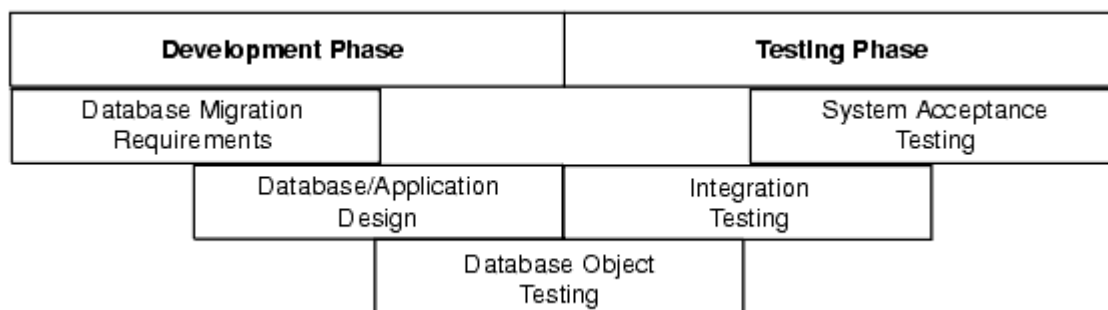 Development Phase
Testing Phase
Database Migration
Requirements
System Acceptance
Testing
Database/Application
Design
Integration
Testing
Database Object
Testing